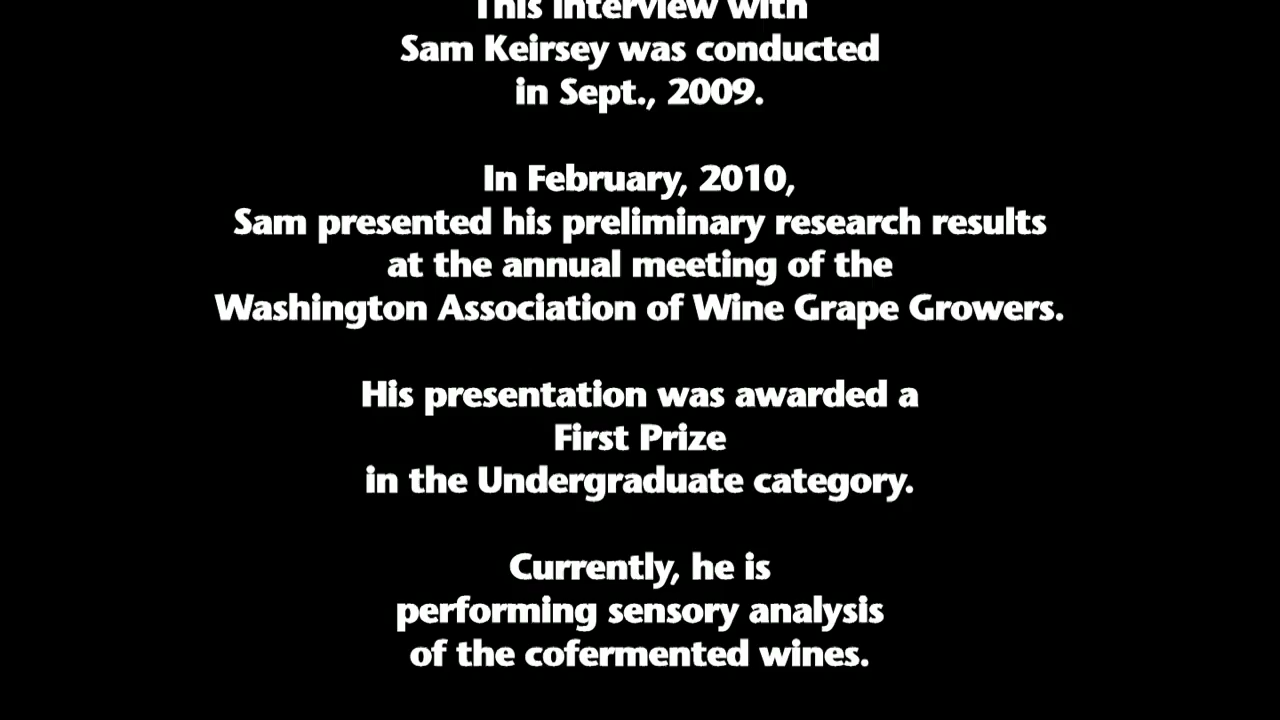 This interview with
Sam Keirsey was conducted
in Sept., 2009.
In February, 2010,
Sam presented his preliminary research results
at the annual meeting of the
Washington Association of Wine Grape Growers.
His presentation was awarded a
First Prize
in the Undergraduate category.
Currently, he is
performing sensory analysis
of the cofermented wines.